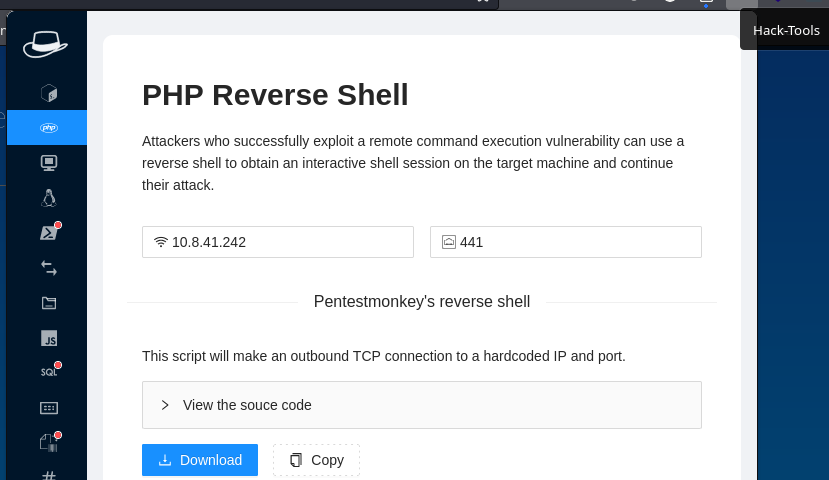 Hack-Tools
php
PHP Reverse Shell
Attackers who successfully exploit a remote command execution vulnerability can use a
reverse shell to obtain an interactive shell session on the target machine and continue
their attack.
10.8.41.242
441
Pentestmonkey's reverse shell
This script will make an outbound TCP connection to a hardcoded IP and port.
JS
View the souce code
SQL
Download
Copy
#